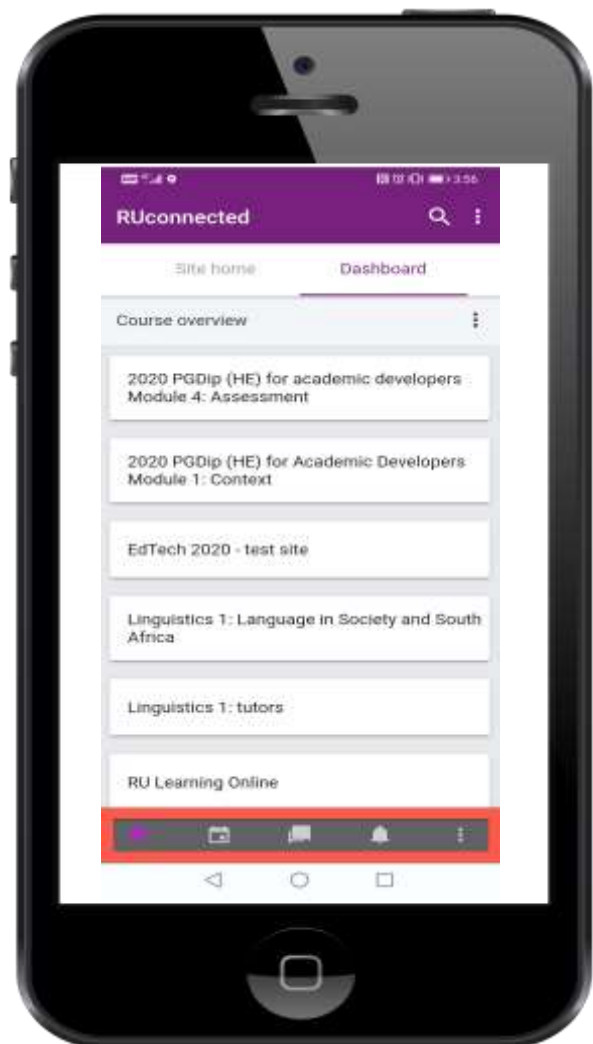 3:56
RUconnected
Site home
Dashboard
Course overview
2020 PGDip (HE) for academic developers
Module 4: Assessment
2020 PGDip (HE) for Academic Developers
Module 1: Context
EdTech 2020 - test site
Linguistics 1: Language in Society and South
Africa
Linguistics 1: tutors
RU Learning Online